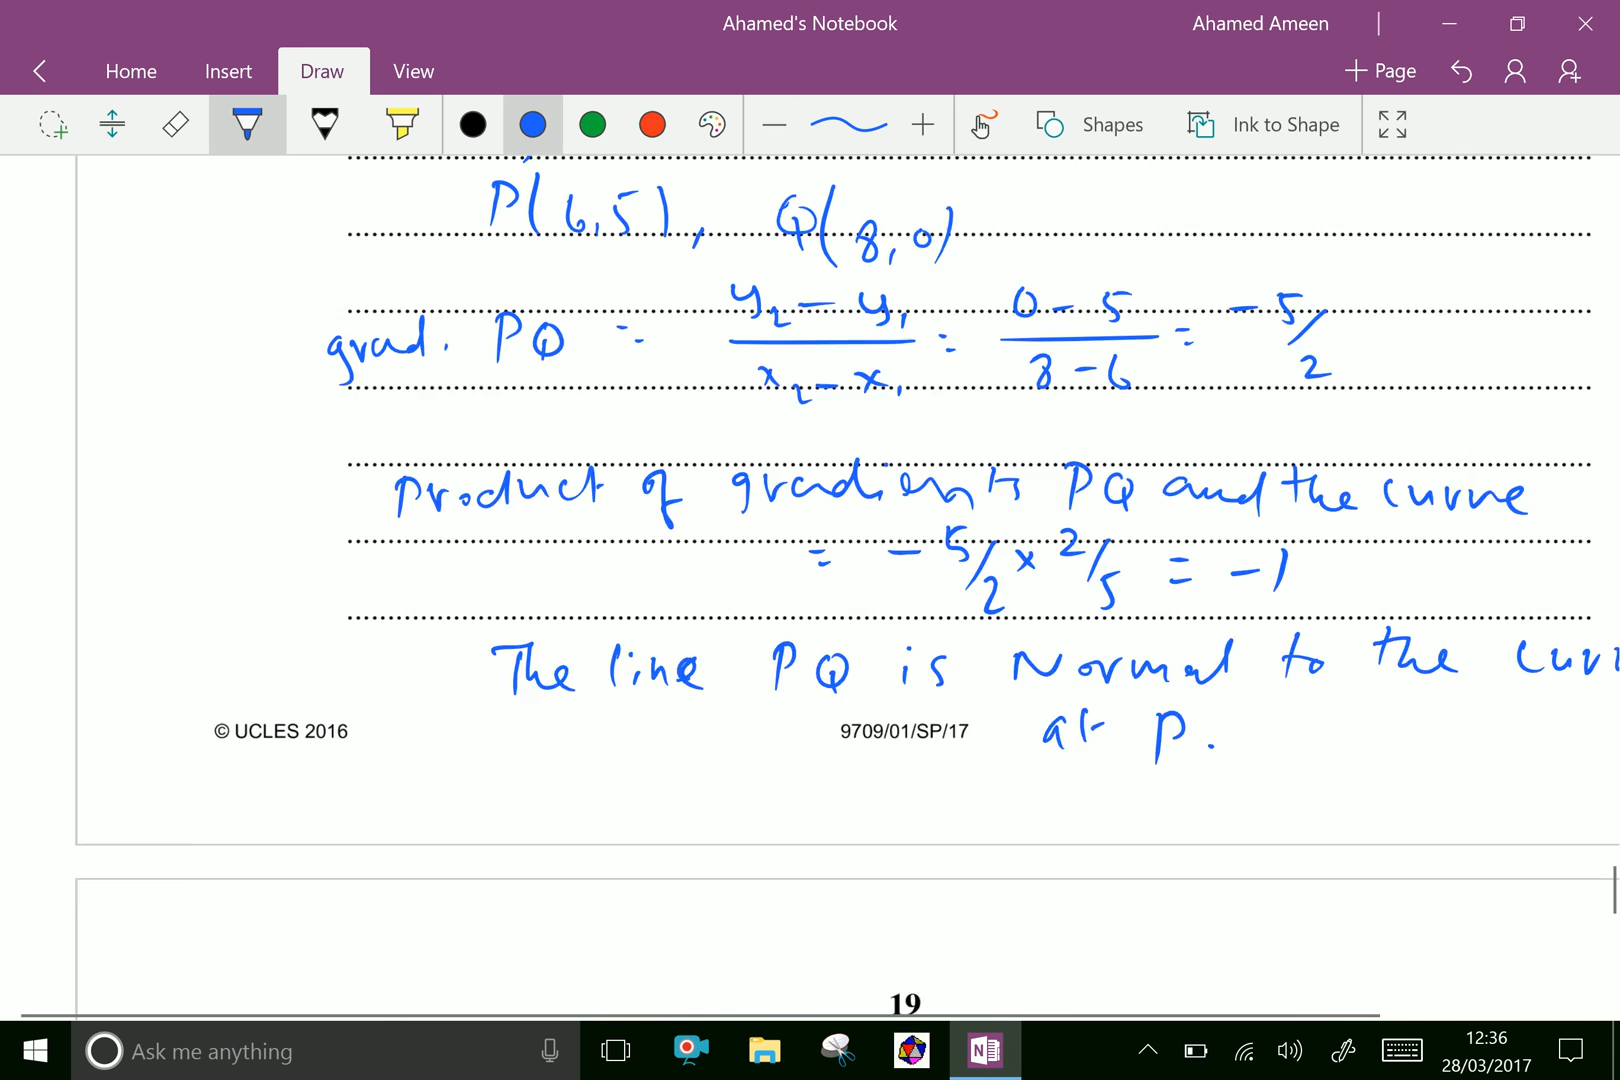 Ahamed's Notebook
Ahamed Ameen
Home Insert Draw View
Page
Shapes Ink to Shape
P(6,5), Q(8,0)
grad. PQ = y₂ - y₁ / x₂ - x₁ = 0 - 5 / 8 - 6 = - 5/2
Product of gradients PQ and the curve
= - 5/2 × 2/5 = -1
The line PQ is Normal to the curv
at P.
© UCLES 2016
9709/01/SP/17
19
Ask me anything
12:36
28/03/2017